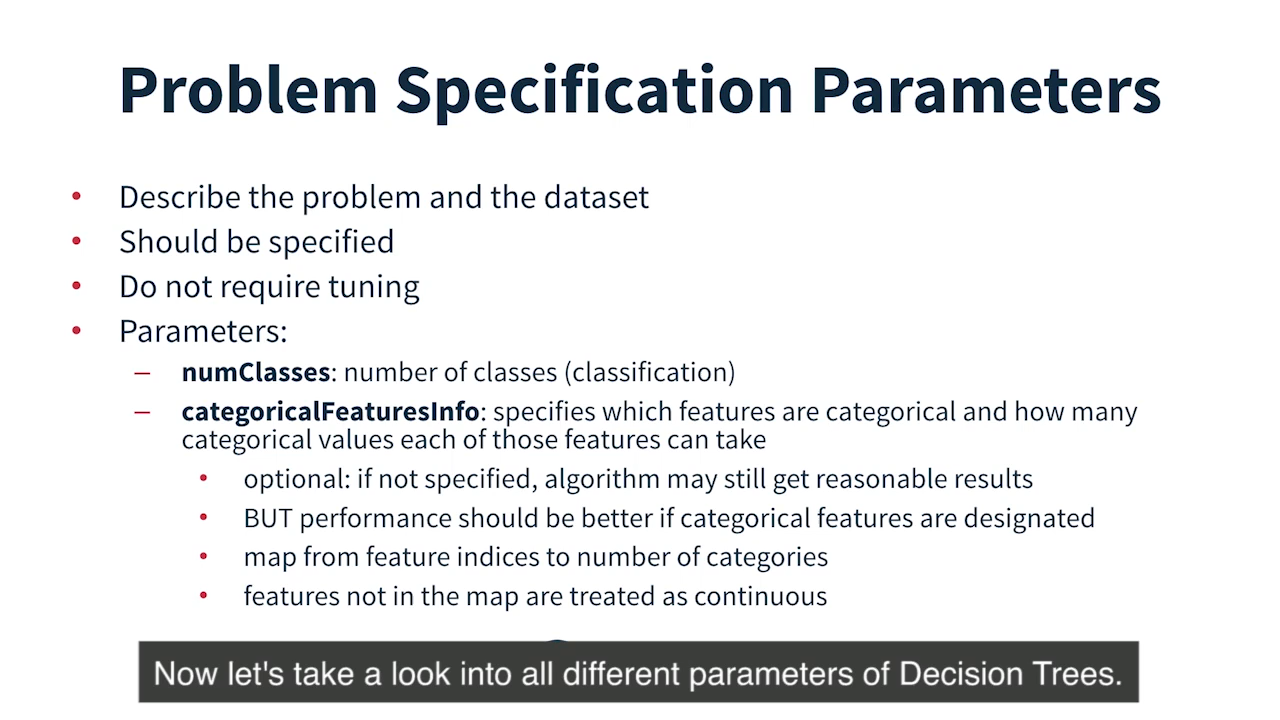 Problem Specification Parameters
• Describe the problem and the dataset
• Should be specified
• Do not require tuning
• Parameters:
– numClasses: number of classes (classification)
– categoricalFeaturesInfo: specifies which features are categorical and how many
categorical values each of those features can take
• optional: if not specified, algorithm may still get reasonable results
• BUT performance should be better if categorical features are designated
• map from feature indices to number of categories
• features not in the map are treated as continuous
Now let's take a look into all different parameters of Decision Trees.